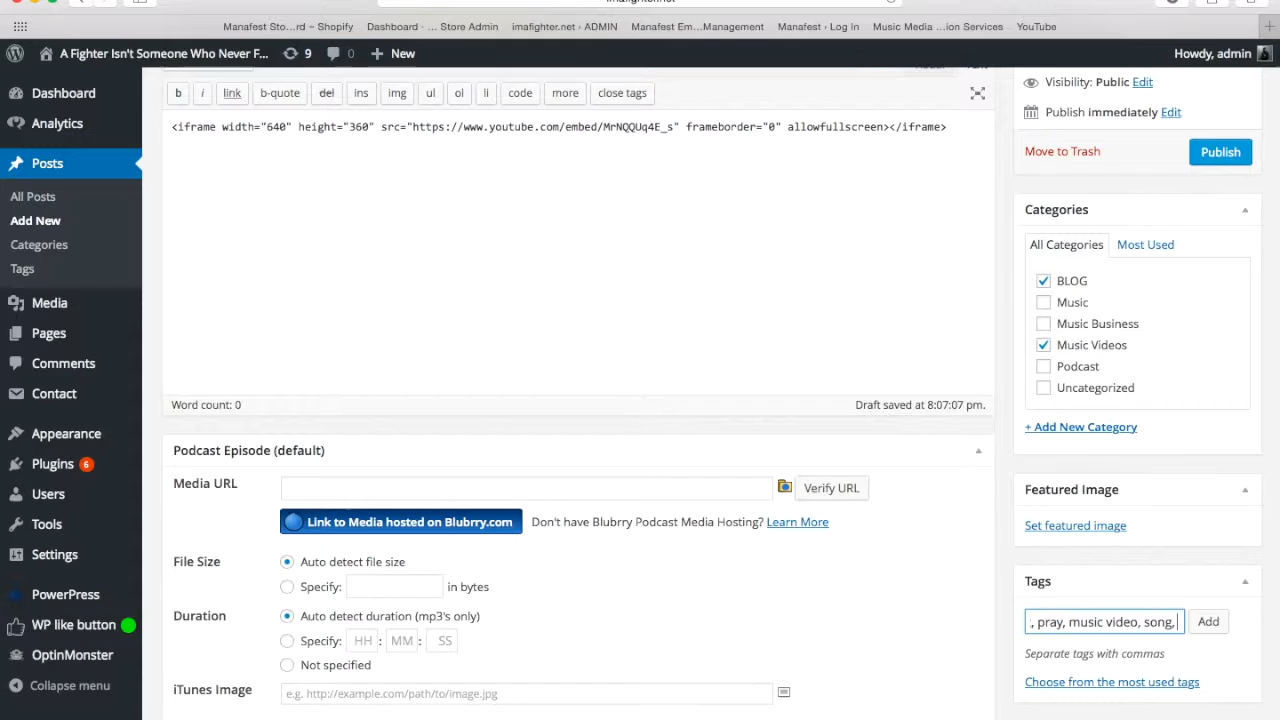 Manafest Sto....rd ~ Shopify
Dashboard · ... Store Admin
imafighter.net • ADMIN
Manafest Em...Management
Manafest › Log In
Music Media ...ion Services
YouTube
A Fighter Isn't Someone Who Never F...
9
0
New
Howdy, admin
Dashboard
Analytics
Posts
All Posts
Add New
Categories
Tags
Media
Pages
Comments
Contact
Appearance
Plugins 6
Users
Tools
Settings
PowerPress
WP like button
OptinMonster
Collapse menu
b
i
link
b-quote
del
ins
img
ul
ol
li
code
more
close tags
<iframe width="640" height="360" src="https://www.youtube.com/embed/MrNQQUq4E_s" frameborder="0" allowfullscreen></iframe>
Word count: 0
Draft saved at 8:07:07 pm.
Podcast Episode (default)
Media URL
Verify URL
Link to Media hosted on Blubrry.com
Don't have Blubrry Podcast Media Hosting? Learn More
File Size
Auto detect file size
Specify:
in bytes
Duration
Auto detect duration (mp3's only)
Specify: HH : MM : SS
Not specified
iTunes Image
e.g. http://example.com/path/to/image.jpg
Visibility: Public Edit
Publish immediately Edit
Move to Trash
Publish
Categories
All Categories
Most Used
BLOG
Music
Music Business
Music Videos
Podcast
Uncategorized
+ Add New Category
Featured Image
Set featured image
Tags
, pray, music video, song,
Add
Separate tags with commas
Choose from the most used tags